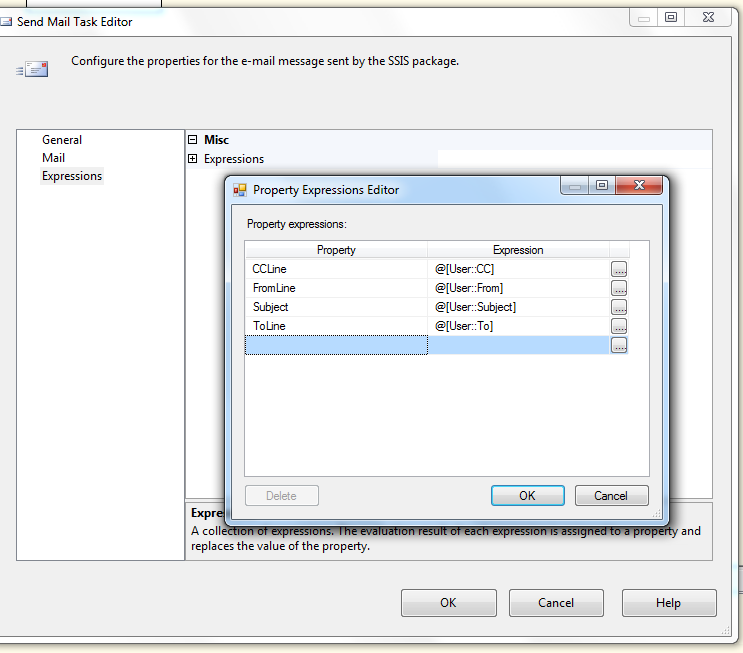 Send Mail Task Editor
Configure the properties for the e-mail message sent by the SSIS package.
General
Mail
Expressions
Misc
Expressions
Property Expressions Editor
Property expressions:
Property Expression
CCLine @[User::CC]
FromLine @[User::From]
Subject @[User::Subject]
ToLine @[User::To]
Delete OK Cancel
Expre
A collection of expressions. The evaluation result of each expression is assigned to a property and
replaces the value of the property.
OK Cancel Help